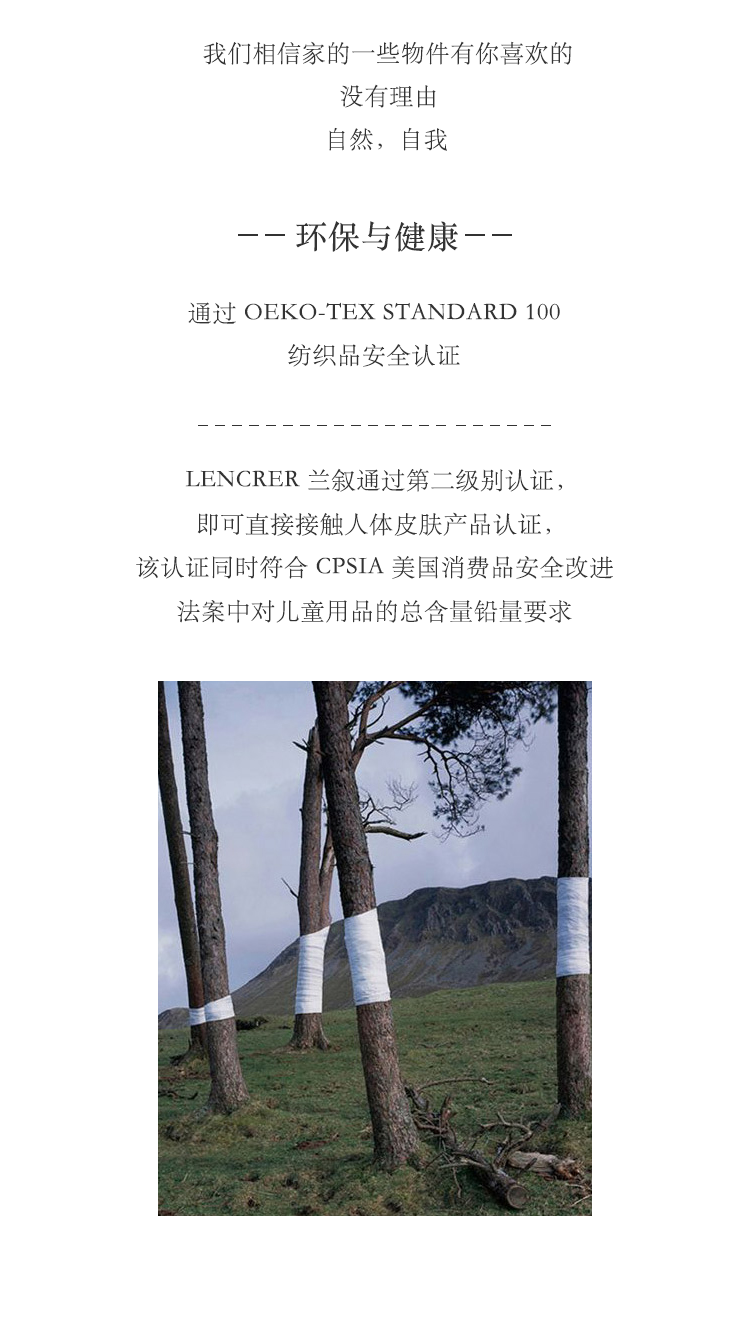 我们相信家的一些物件有你喜欢的
没有理由
自然，自我
—— 环保与健康——
通过 OEKO-TEX STANDARD 100
纺织品安全认证
LENCRER 兰叙通过第二级别认证，
即可直接接触人体皮肤产品认证，
该认证同时符合 CPSIA 美国消费品安全改进
法案中对儿童用品的总含量铅量要求